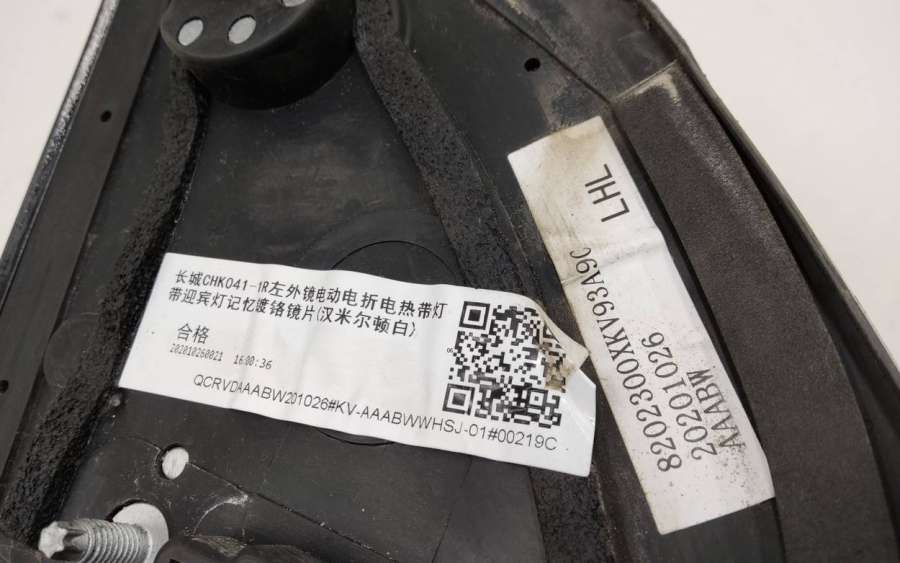 长城CHK041-1R左外镜电动电折电热带灯
带迎宾灯记忆镀铬镜片(汉米尔顿白)
合格
202010260021 16:00:36
QCRVDAAABW201026#KV-AAABWWHSJ-01#00219C
LHL
8202300XKV93A9C
20201026
AAABW